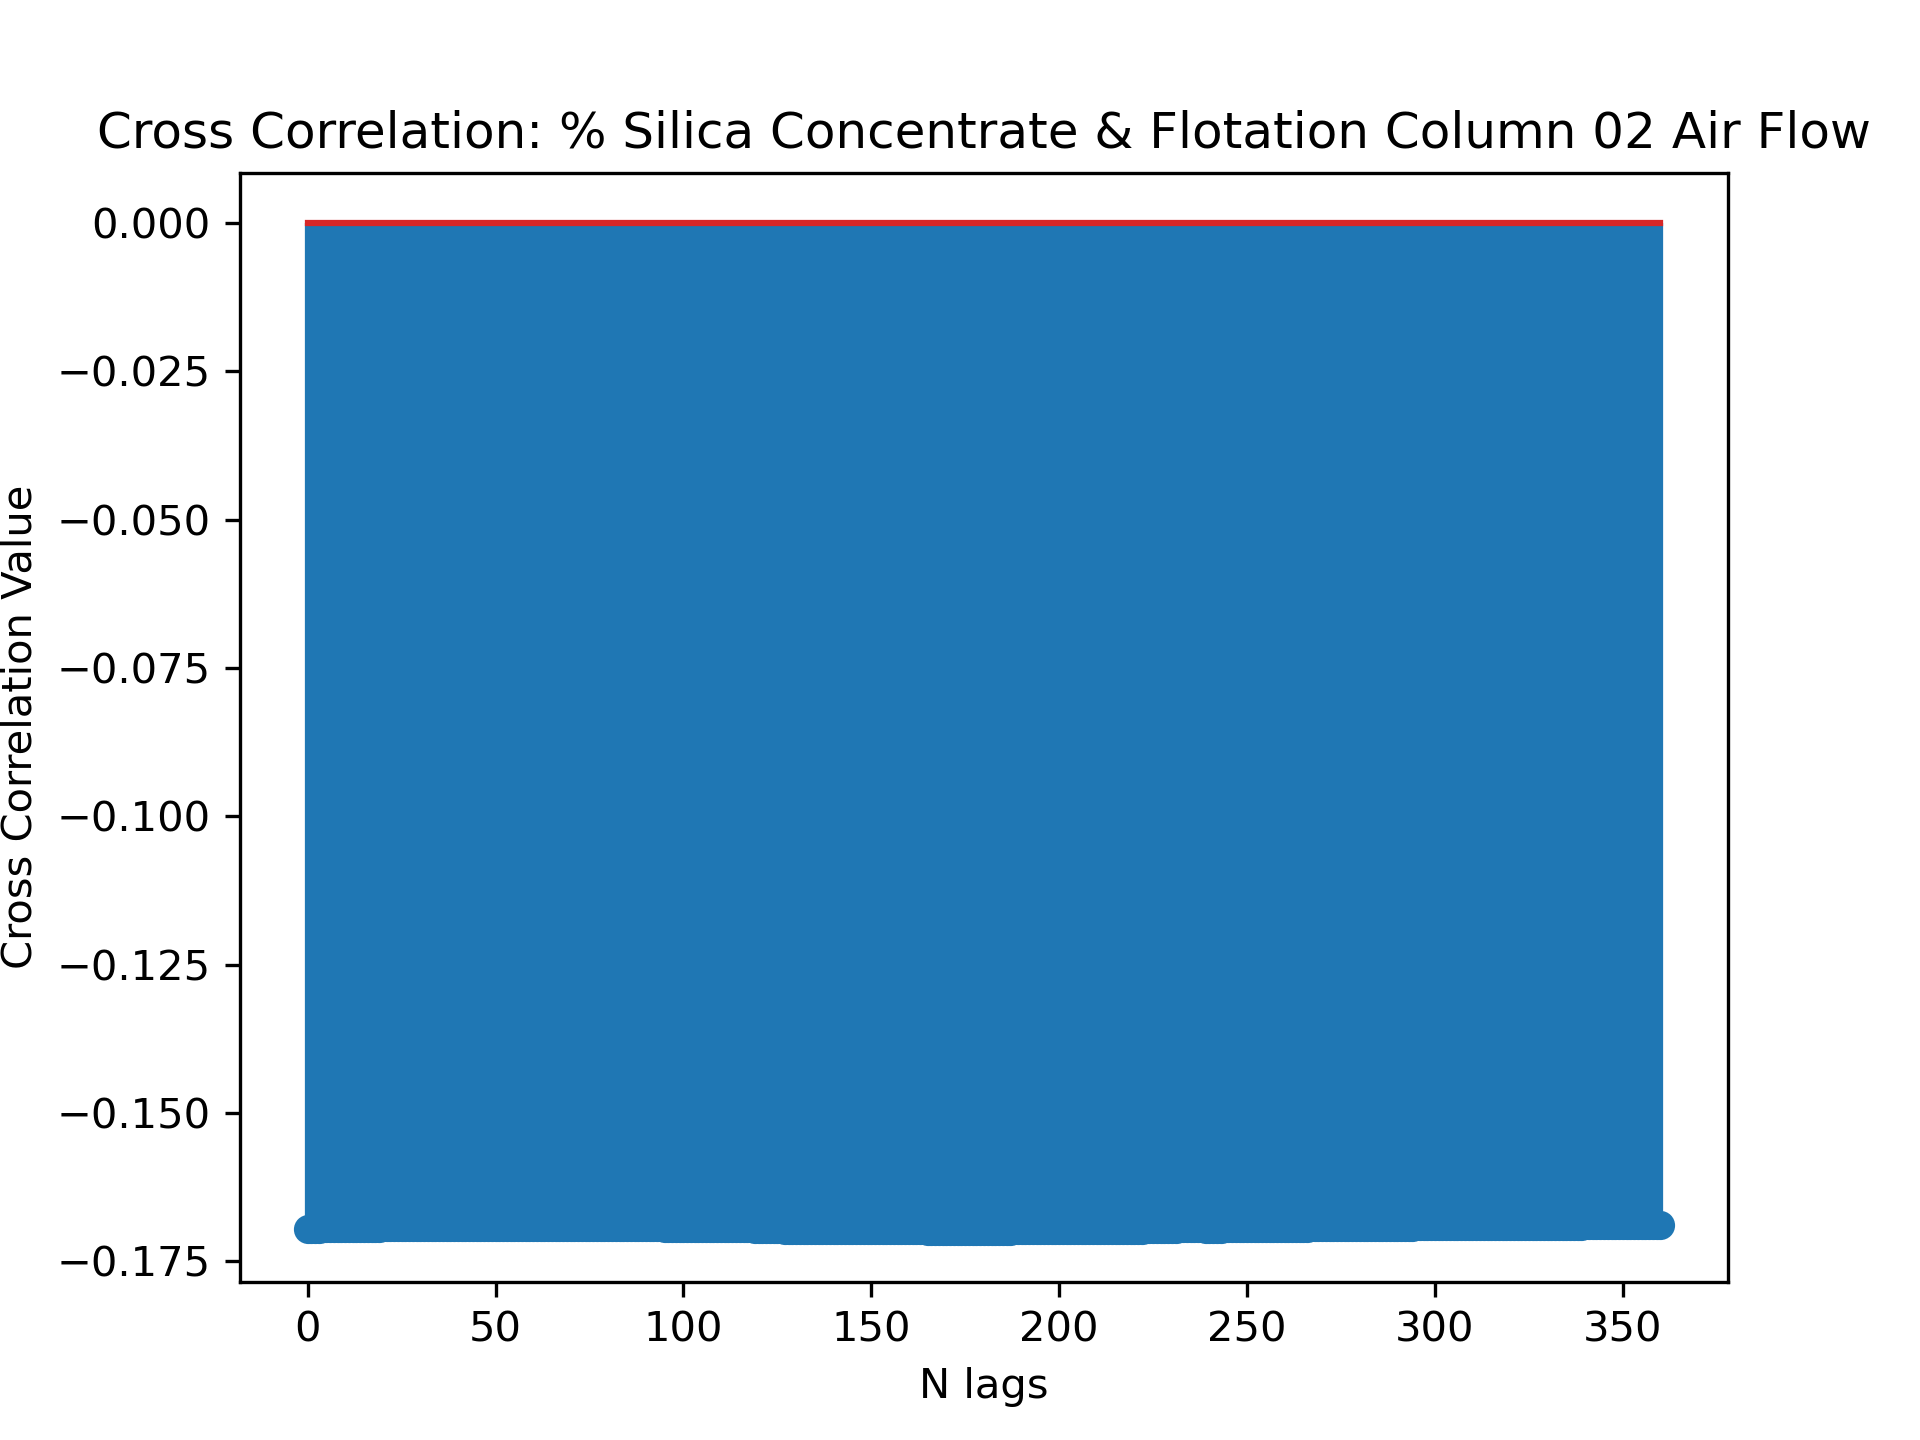 Cross Correlation: % Silica Concentrate & Flotation Column 02 Air Flow
0.000
−0.025
−0.050
−0.075
−0.100
−0.125
−0.150
−0.175
Cross Correlation Value
0 50 100 150 200 250 300 350
N lags